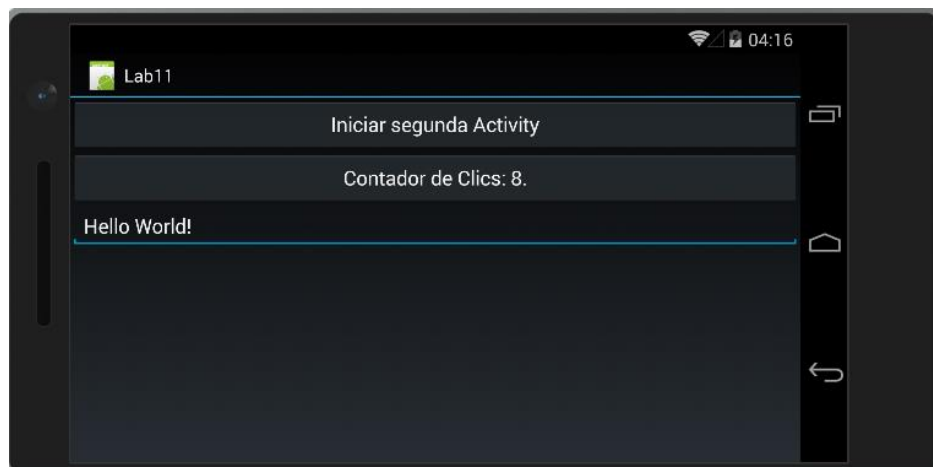 04:16
Lab11
Iniciar segunda Activity
Contador de Clics: 8.
Hello World!